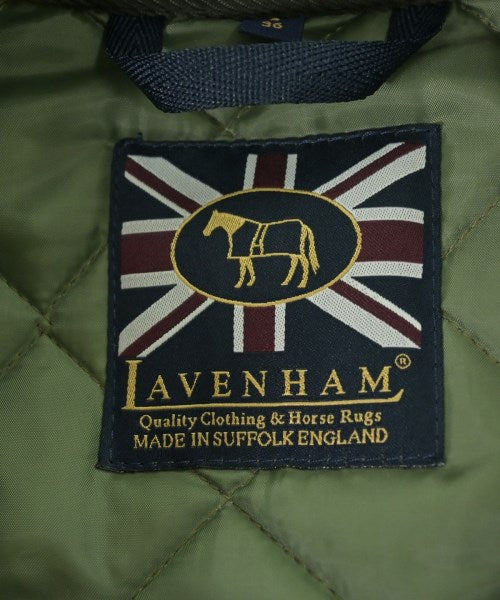 36
LAVENHAM®
Quality Clothing & Horse Rugs
MADE IN SUFFOLK ENGLAND